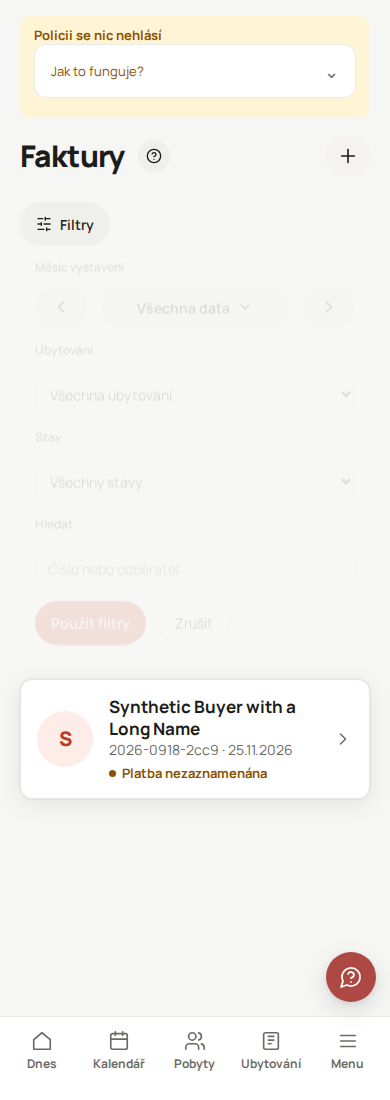 Policii se nic nehlásí
Jak to funguje?
Faktury
Filtry
Měsíc vystavení
Všechna data
Ubytování
Všechna ubytování
Stav
Všechny stavy
Hledat
Číslo nebo odběratel
Použít filtry
Zrušit
S
Synthetic Buyer with a
Long Name
2026-0918-2cc9 · 25.11.2026
Platba nezaznamenána
Dnes
Kalendář
Pobyty
Ubytování
Menu